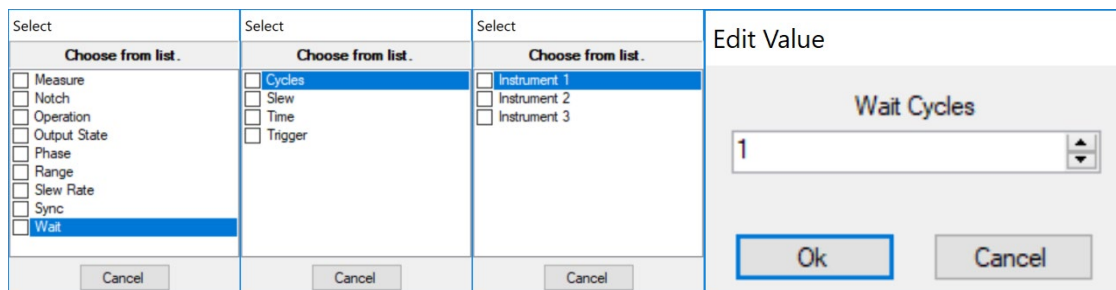 Select
Choose from list.
Measure
Notch
Operation
Output State
Phase
Range
Slew Rate
Sync
Wait
Cancel
Select
Choose from list.
Cycles
Slew
Time
Trigger
Cancel
Select
Choose from list.
Instrument 1
Instrument 2
Instrument 3
Cancel
Edit Value
Wait Cycles
1
Ok
Cancel